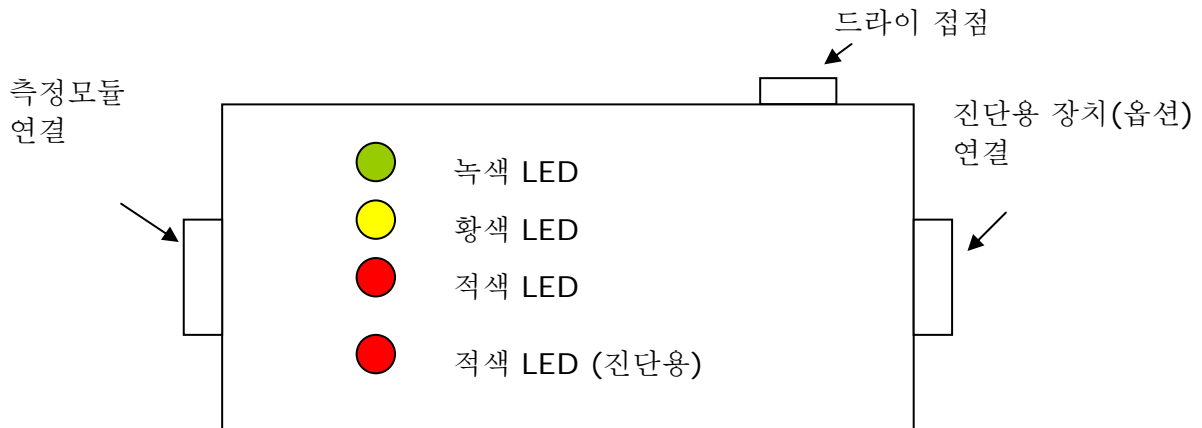 드라이 접점
측정모듈
연결
진단용 장치(옵션)
연결
녹색 LED
황색 LED
적색 LED
적색 LED (진단용)